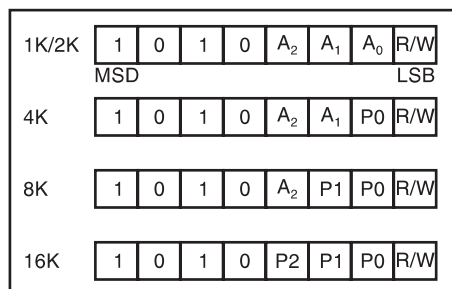 1K/2K 1 0 1 0 A₂ A₁ A₀ R/W
MSD LSB
4K 1 0 1 0 A₂ A₁ P0 R/W
8K 1 0 1 0 A₂ P1 P0 R/W
16K 1 0 1 0 P2 P1 P0 R/W